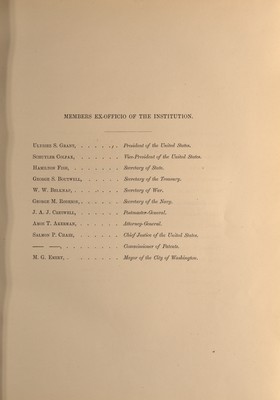 MEMBERS EX-OFFICIO OF THE INSTITUTION.
ULYSSES S. GRANT, . . . . . . President of the United States.
SCHUYLER COLFAX, . . . . . Vice-President of the United States.
HAMILTON FISH, . . . . . . Secretary of State.
GEORGE S. BOUTWELL, . . . . . Secretary of the Treasury.
W. W. BELKNAP, . . . . . . Secretary of War.
GEORGE M. ROBESON, . . . . . Secretary of the Navy.
J. A. J. CRESWELL, . . . . . Postmaster-General.
AMOS T. AKERMAN, . . . . . Attorney-General.
SALMON P. CHASE, . . . . . . Chief Justice of the United States.
—— ——, . . . . . . . . Commissioner of Patents.
M. G. EMERY, . . . . . . . Mayor of the City of Washington.